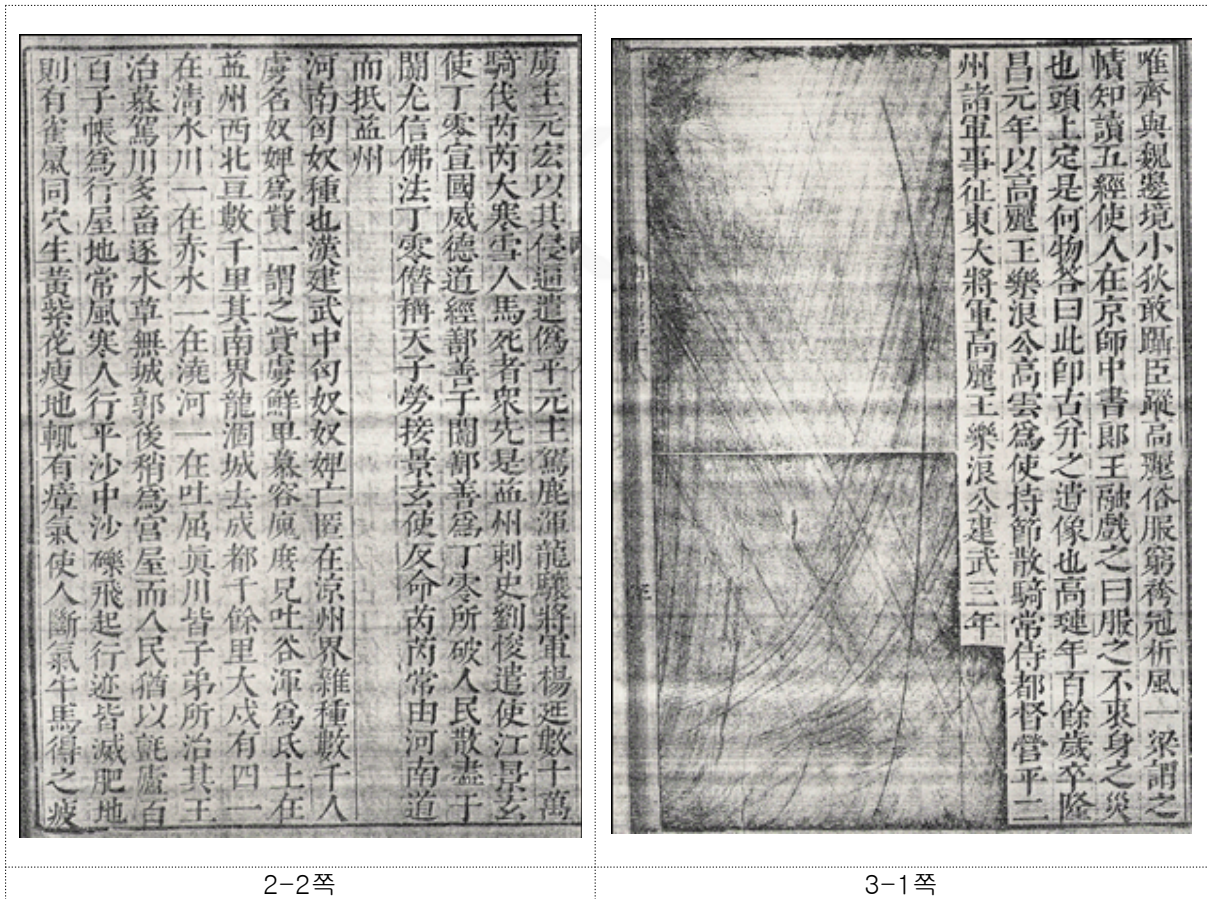 虜主元宏以其侵逼遣僞平元王駕鹿渾龍驤將軍楊延數十萬
騎伐芮芮大寒雪人馬死者衆先是益州刺史劉悛遣使江景玄
使丁零宣國威德道經鄯善于闐鄯善爲丁零所破人民散盡于
闐尤信佛法丁零僭稱天子勞接景玄使反命芮芮常由河南道
而抵益州
河南匈奴種也漢建武中匈奴奴婢亡匿在涼州界雜種數千人
虜名奴婢爲貲一謂之貲虜鮮卑慕容廆庶兄吐谷渾爲氐王在
益州西北亘數千里其南界龍涸城去成都千餘里大戍有四一
在清水川一在赤水一在澆河一在吐屈眞川皆子弟所治其王
治慕駕川多畜逐水草無城郭後稍爲宮屋而人民猶以氈廬百
百子帳爲行屋地常風寒人行平沙中沙礫飛起行迹皆滅肥地
則有雀鼠同穴生黃紫花瘦地輒有瘴氣使人斷氣牛馬得之疲
2-2쪽
唯齊與魏邊境小狄敢躡臣蹤高麗俗服窮袴冠折風一梁謂之
幘知讀五經使人在京師中書郞王融戲之曰服之不衷身之災
也頭上定是何物答曰此卽古弁之遺像也高璉年百餘歲卒隆
昌元年以高麗王樂浪公高雲爲使持節散騎常侍都督營平二
州諸軍事征東大將軍高麗王樂浪公建武三年
3-1쪽